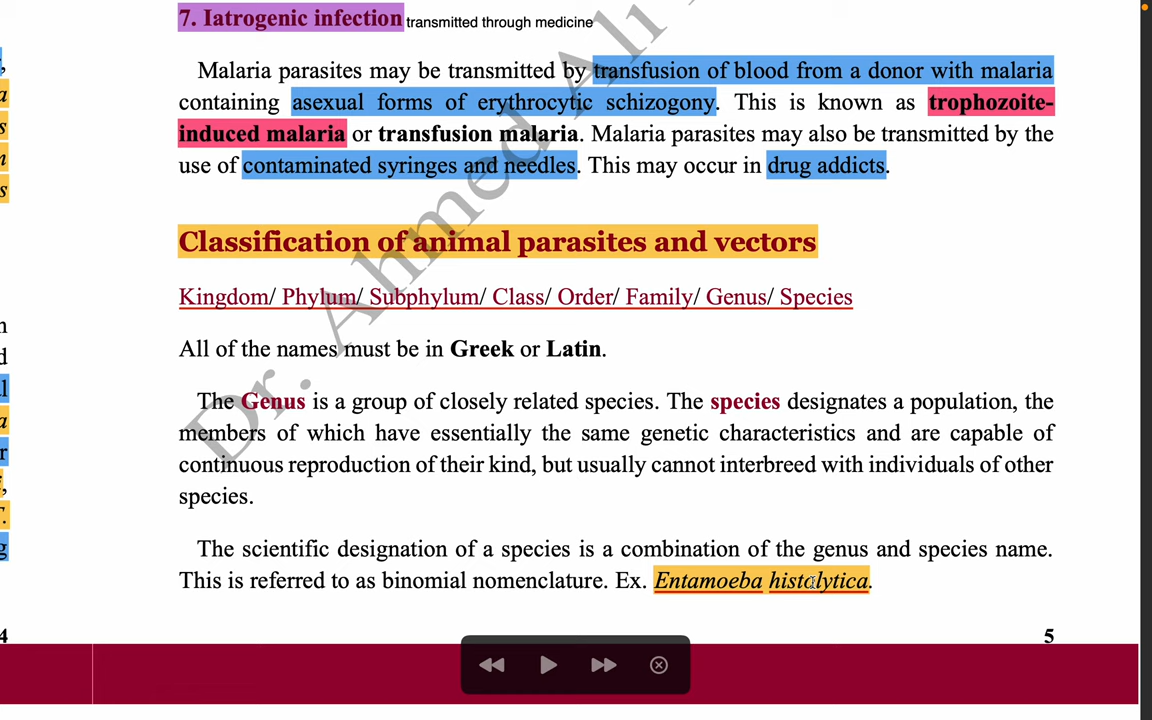 7. Iatrogenic infection transmitted through medicine
Malaria parasites may be transmitted by transfusion of blood from a donor with malaria
containing asexual forms of erythrocytic schizogony. This is known as trophozoite-
induced malaria or transfusion malaria. Malaria parasites may also be transmitted by the
use of contaminated syringes and needles. This may occur in drug addicts.
Classification of animal parasites and vectors
Kingdom/ Phylum/ Subphylum/ Class/ Order/ Family/ Genus/ Species
All of the names must be in Greek or Latin.
The Genus is a group of closely related species. The species designates a population, the
members of which have essentially the same genetic characteristics and are capable of
continuous reproduction of their kind, but usually cannot interbreed with individuals of other
species.
The scientific designation of a species is a combination of the genus and species name.
This is referred to as binomial nomenclature. Ex. Entamoeba histolytica.
4
5
Dr. Ahmed Ali